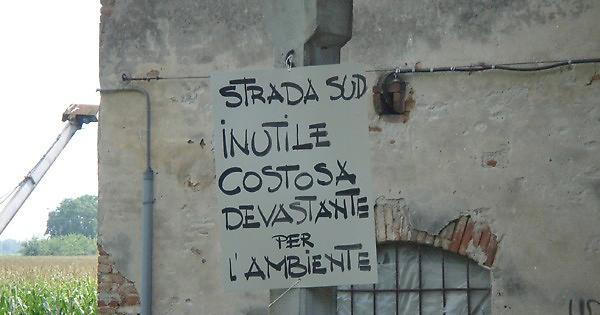 STRADA SUD
INUTILE
COSTOSA
DEVASTANTE
PER
L'AMBIENTE